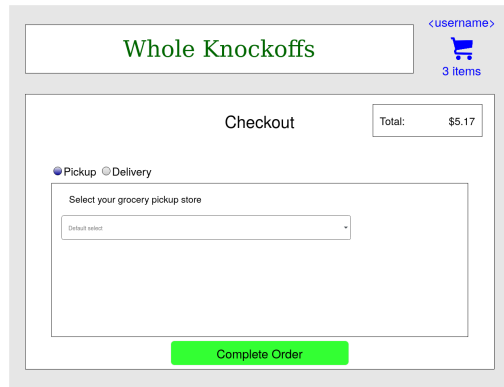 <username>
Whole Knockoffs
3 items
Checkout
Total: $5.17
Pickup Delivery
Select your grocery pickup store
Default select
Complete Order